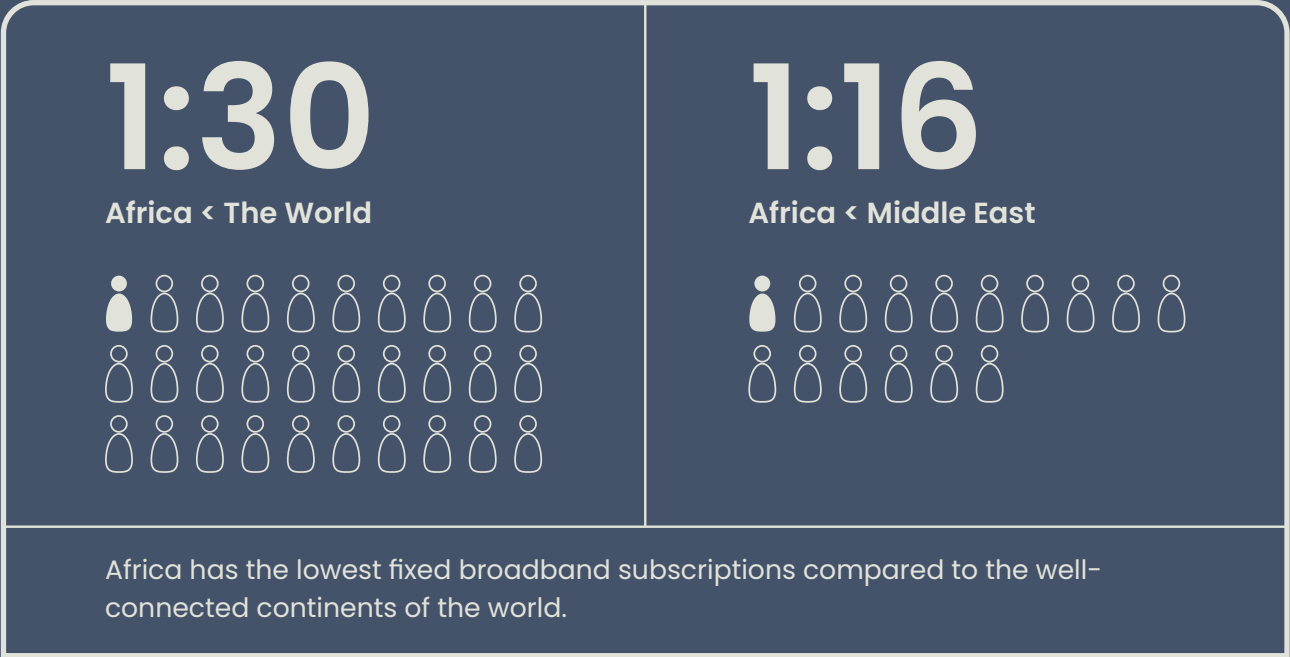 1:30
Africa < The World
1:16
Africa < Middle East
Africa has the lowest fixed broadband subscriptions compared to the well-
connected continents of the world.